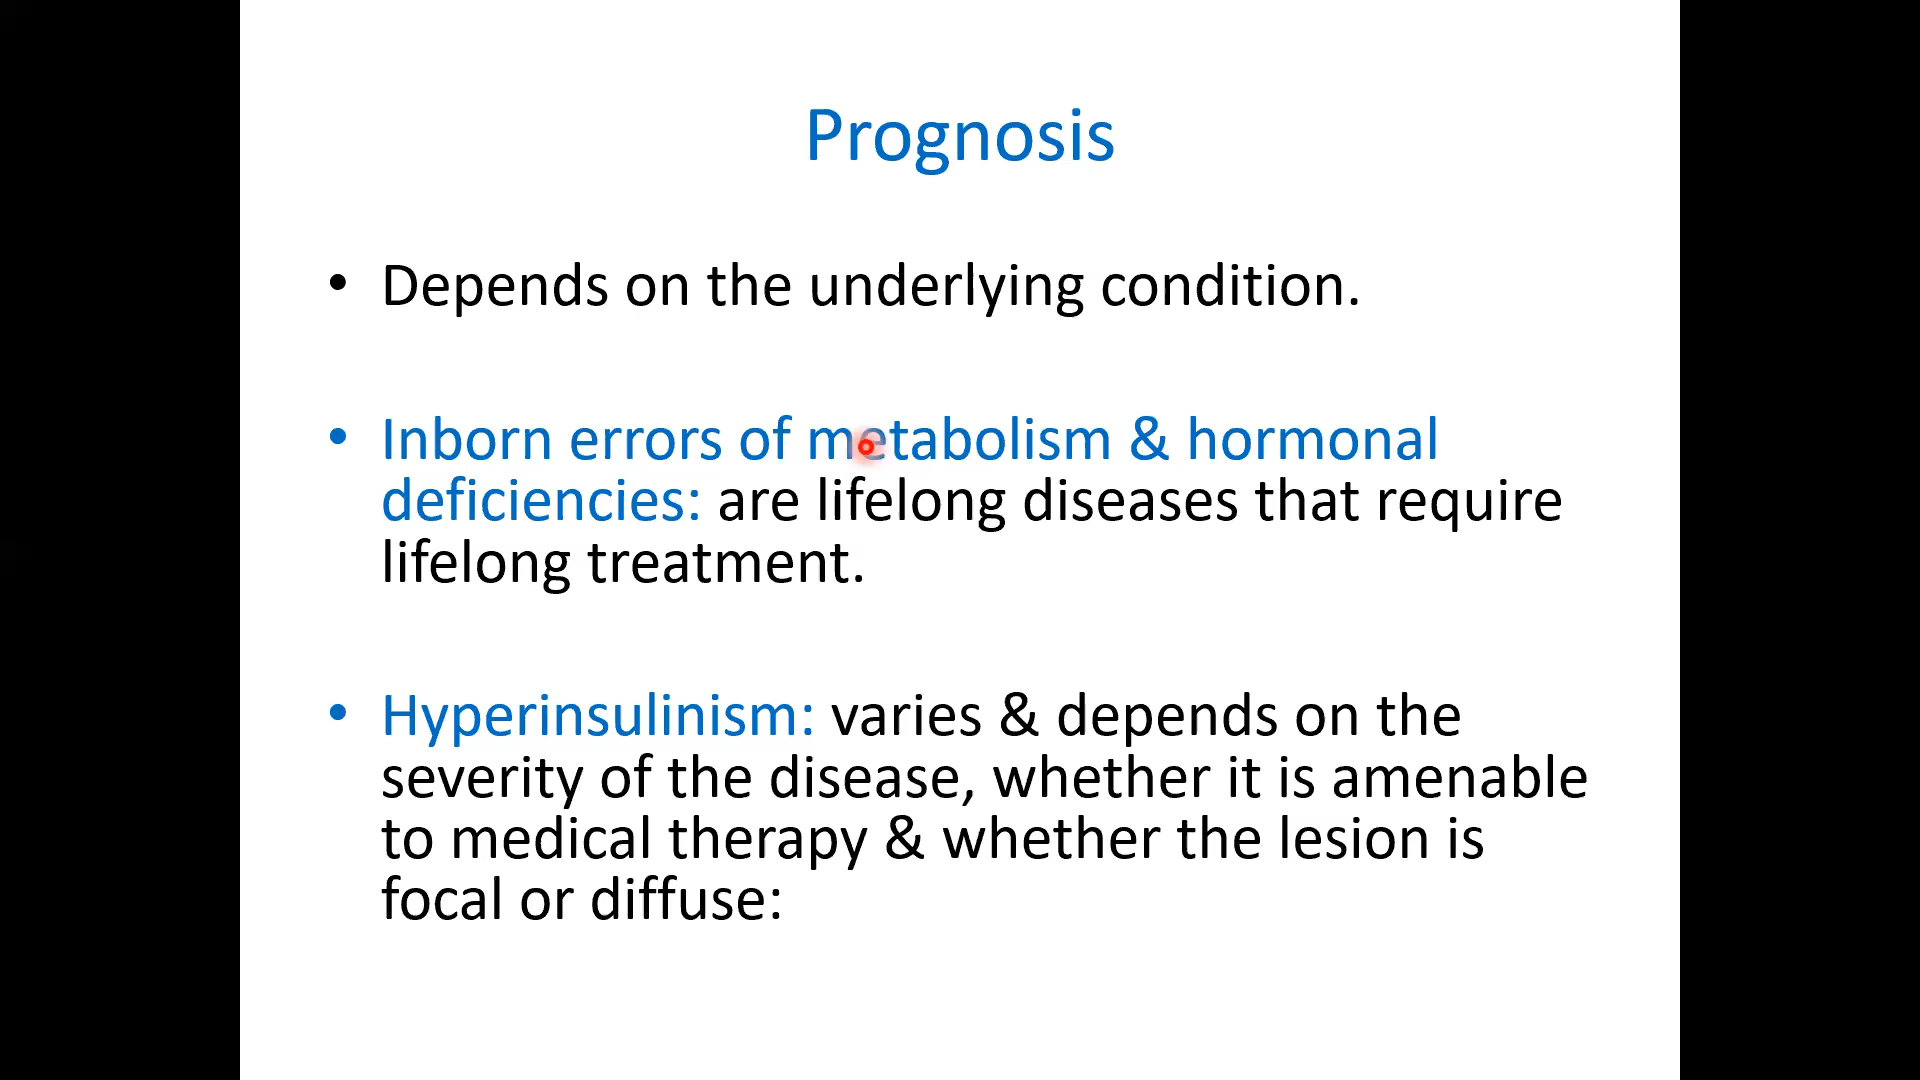 Prognosis
• Depends on the underlying condition.
• Inborn errors of metabolism & hormonal
deficiencies: are lifelong diseases that require
lifelong treatment.
• Hyperinsulinism: varies & depends on the
severity of the disease, whether it is amenable
to medical therapy & whether the lesion is
focal or diffuse: